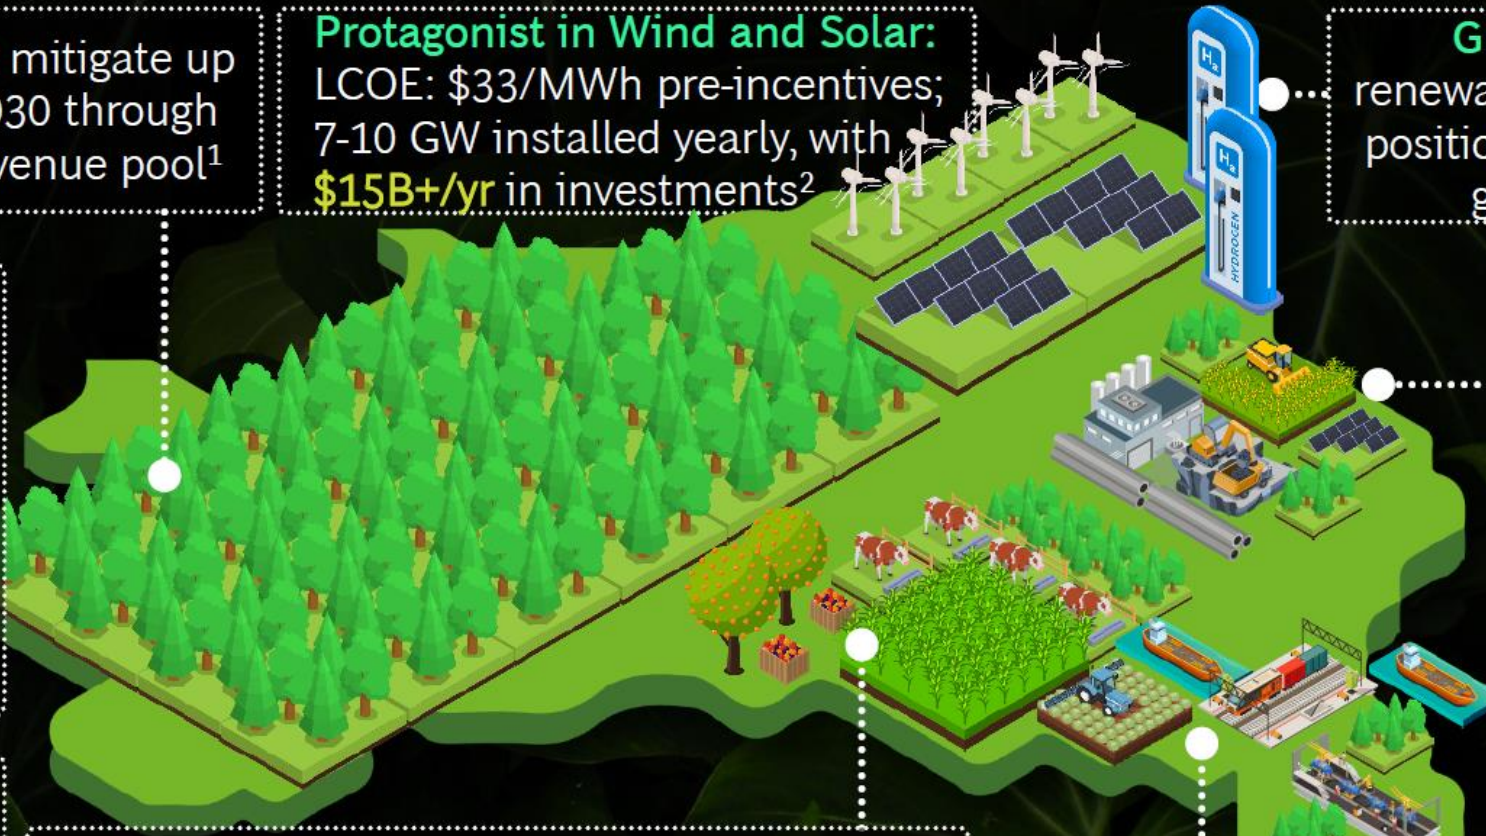 mitigate up
030 through
venue pool¹
Protagonist in Wind and Solar:
LCOE: $33/MWh pre-incentives;
7-10 GW installed yearly, with
$15B+/yr in investments²
G
renewa
positio
g
H₂
H₂
HYDROGEN